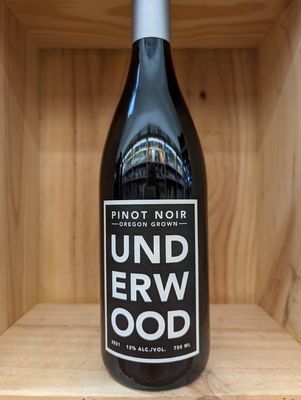 PINOT NOIR
OREGON GROWN
UND
ERW
OOD
2021 13% ALC./VOL. 750 ML